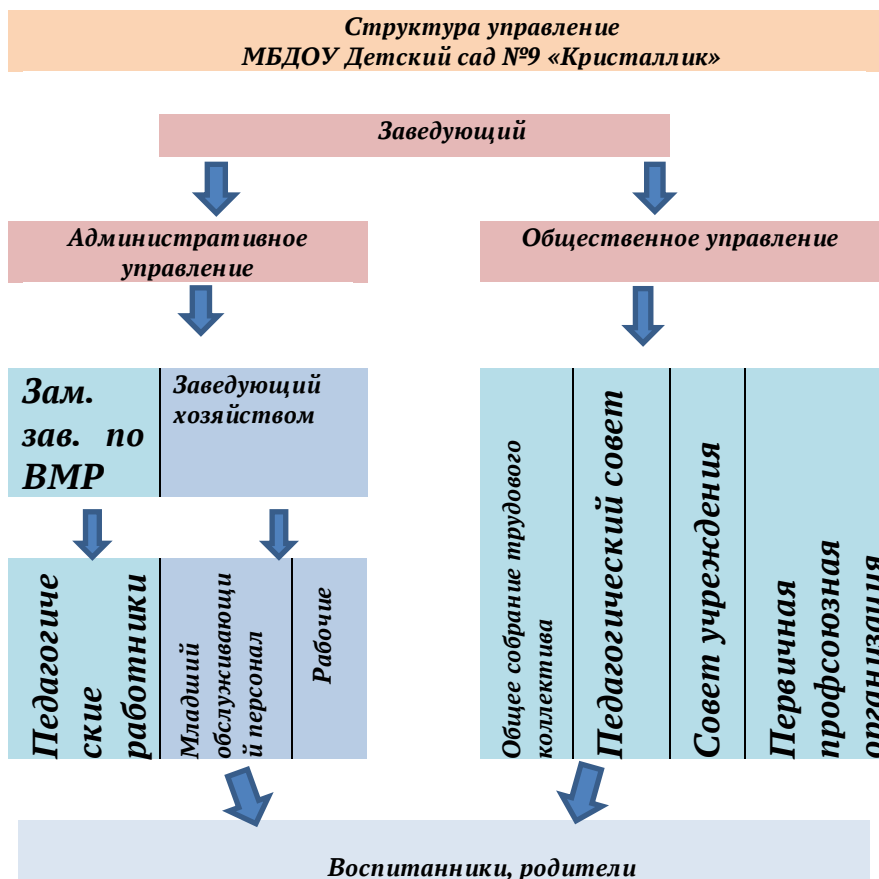 Структура управление
МБДОУ Детский сад №9 «Кристаллик»
Заведующий
Административное
управление
Общественное управление
Зам.
зав. по
ВМР
Заведующий
хозяйством
Педагогиче
ские
работники
Младший
обслуживающи
й персонал
Рабочие
Общее собрание трудового
коллектива
Педагогический совет
Совет учреждения
Первичная
профсоюзная
организация
Воспитанники, родители